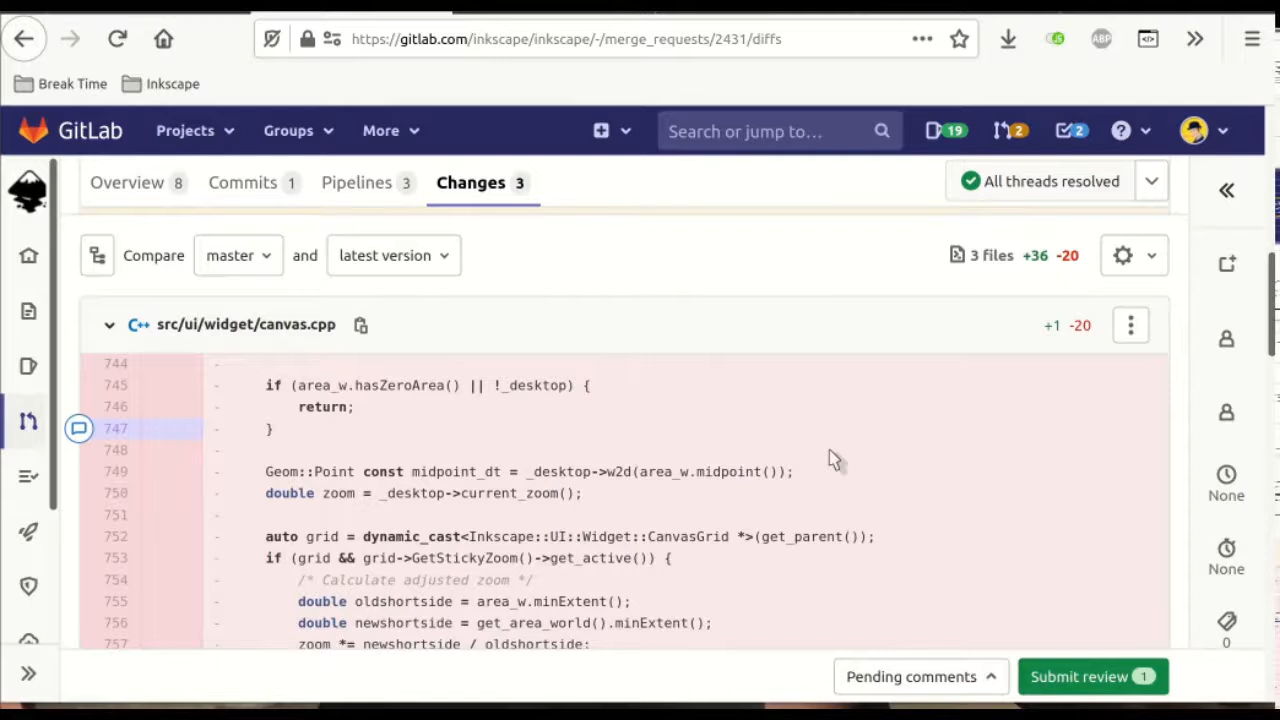 https://gitlab.com/inkscape/inkscape/-/merge_requests/2431/diffs
Break Time Inkscape
GitLab Projects Groups More Search or jump to... 19 2 2
Overview 8 Commits 1 Pipelines 3 Changes 3 All threads resolved
Compare master and latest version 3 files +36 -20
C++ src/ui/widget/canvas.cpp +1 -20
744 -
745 - if (area_w.hasZeroArea() || !_desktop) {
746 - return;
747 - }
748 -
749 - Geom::Point const midpoint_dt = _desktop->w2d(area_w.midpoint());
750 - double zoom = _desktop->current_zoom();
751 -
752 - auto grid = dynamic_cast<Inkscape::UI::Widget::CanvasGrid *>(get_parent());
753 - if (grid && grid->GetStickyZoom()->get_active()) {
754 - /* Calculate adjusted zoom */
755 - double oldshortside = area_w.minExtent();
756 - double newshortside = get_area_world().minExtent();
757 - zoom *= newshortside / oldshortside;
None
None
0
Pending comments Submit review 1